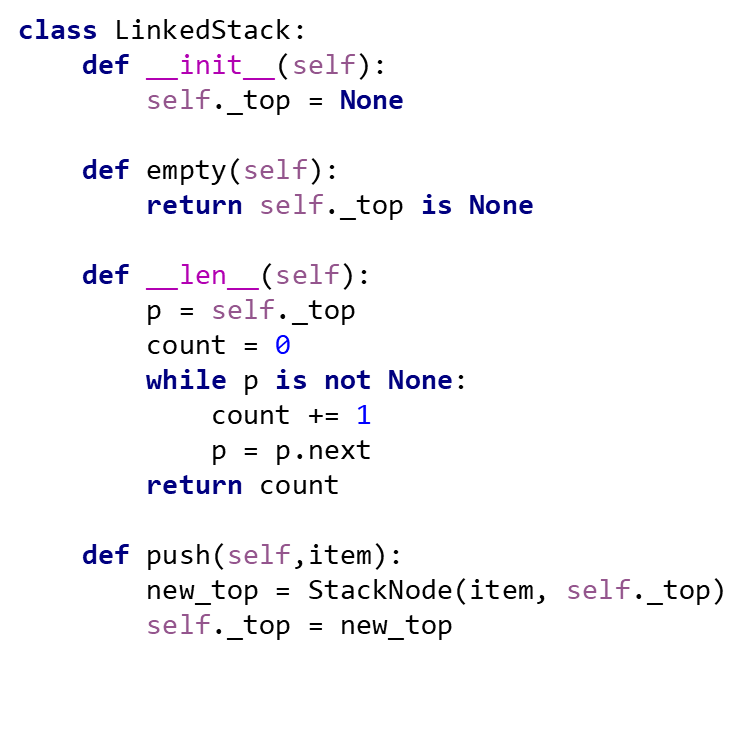 class LinkedStack:
    def __init__(self):
        self._top = None

    def empty(self):
        return self._top is None

    def __len__(self):
        p = self._top
        count = 0
        while p is not None:
            count += 1
            p = p.next
        return count

    def push(self,item):
        new_top = StackNode(item, self._top)
        self._top = new_top